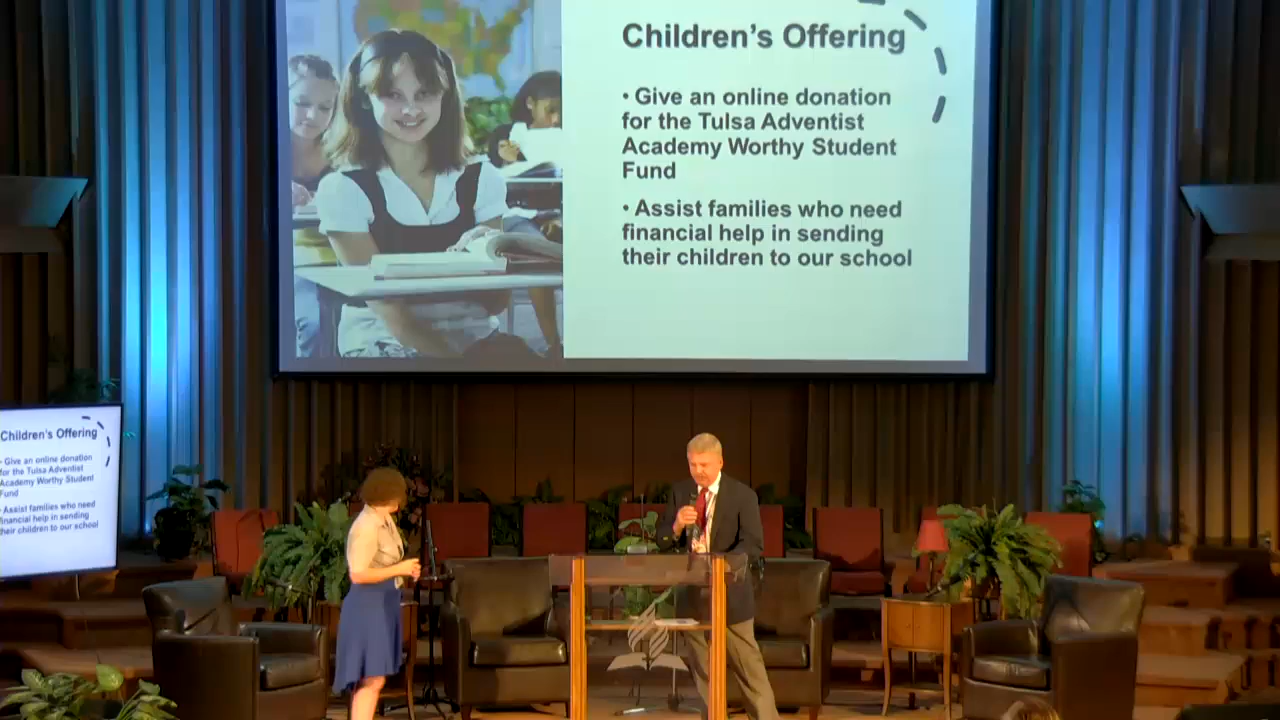 Children's Offering
• Give an online donation
for the Tulsa Adventist
Academy Worthy Student
Fund
• Assist families who need
financial help in sending
their children to our school
Children's Offering
• Give an online donation
for the Tulsa Adventist
Academy Worthy Student
Fund
• Assist families who need
financial help in sending
their children to our school